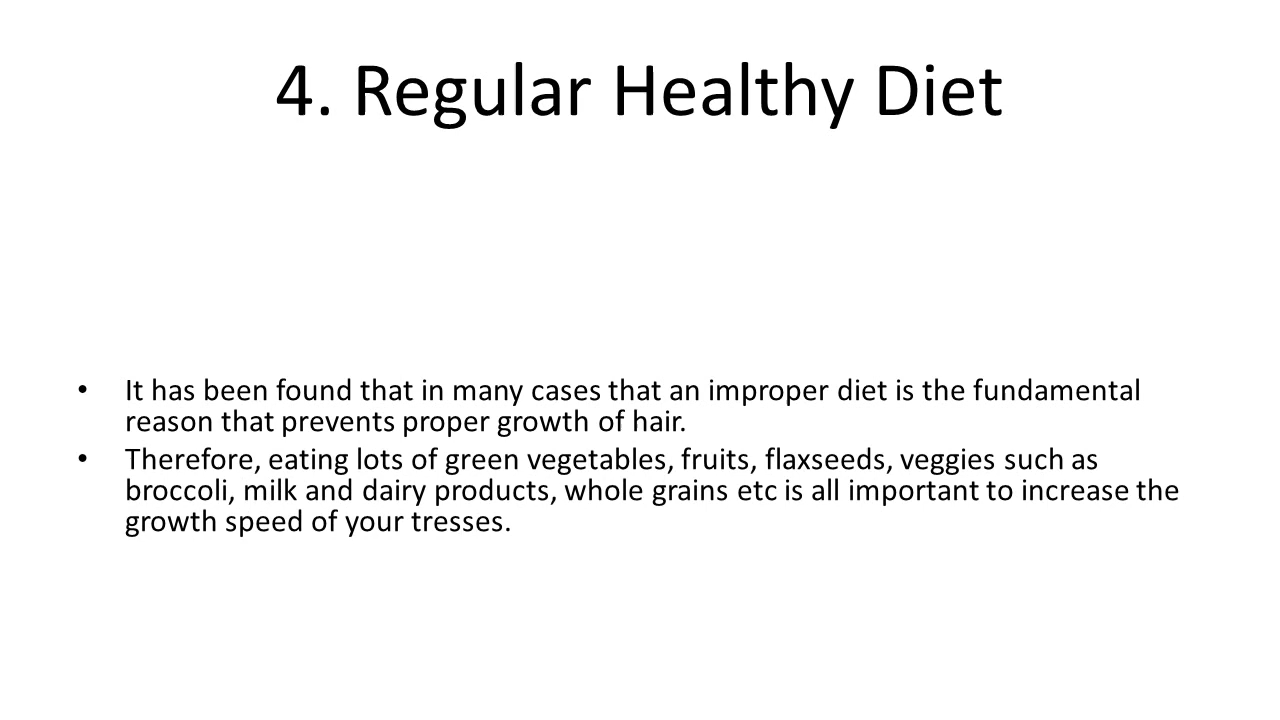 4. Regular Healthy Diet
• It has been found that in many cases that an improper diet is the fundamental
reason that prevents proper growth of hair.
• Therefore, eating lots of green vegetables, fruits, flaxseeds, veggies such as
broccoli, milk and dairy products, whole grains etc is all important to increase the
growth speed of your tresses.